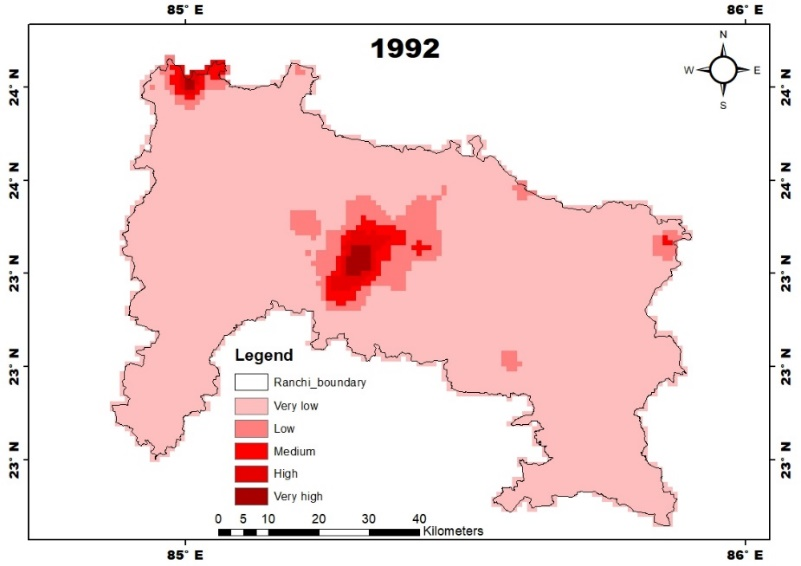 85° E 86° E
1992
N
W E
S
24° N 24° N
24° N 24° N
23° N 23° N
23° N 23° N
23° N 23° N
Legend
Ranchi_boundary
Very low
Low
Medium
High
Very high
0 5 10 20 30 40
Kilometers
85° E 86° E